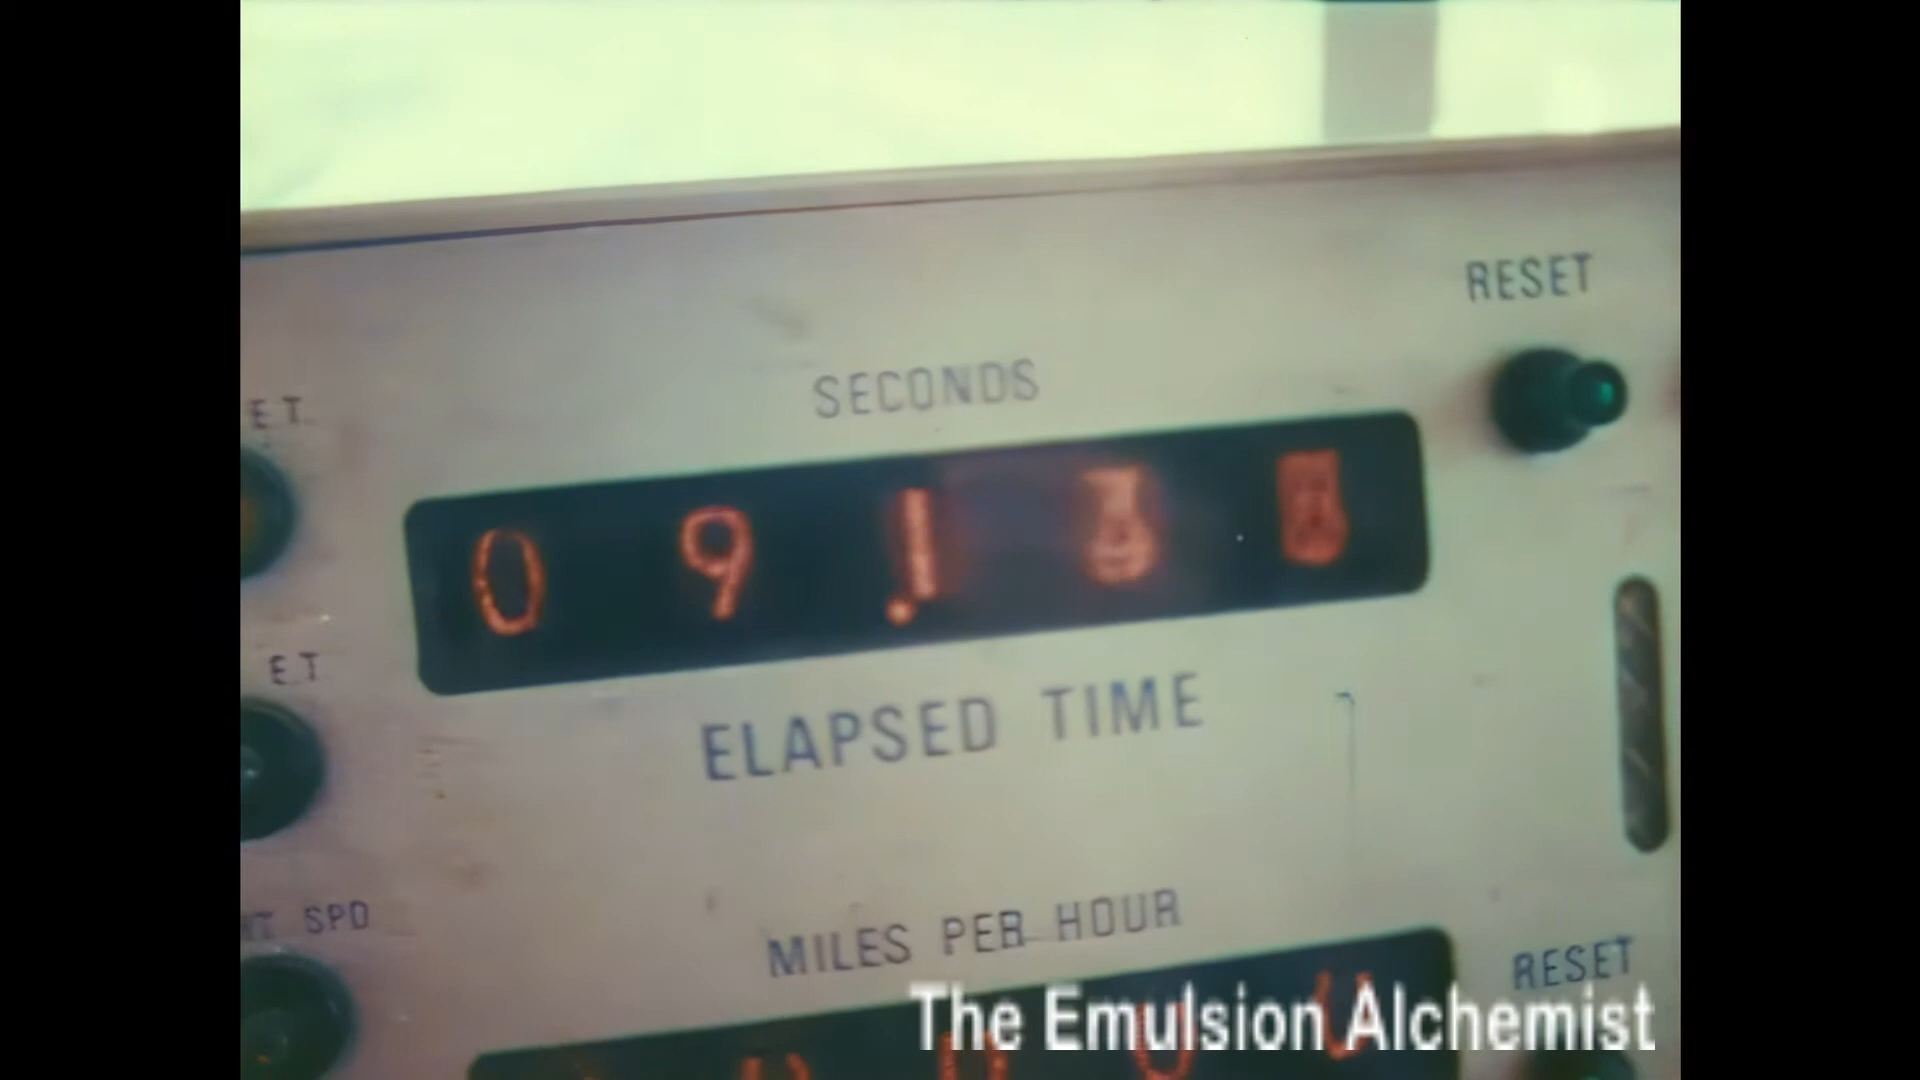 RESET
SECONDS
E.T.
09.1
E.T
ELAPSED TIME
SPD
MILES PER HOUR
RESET
The Emulsion Alchemist